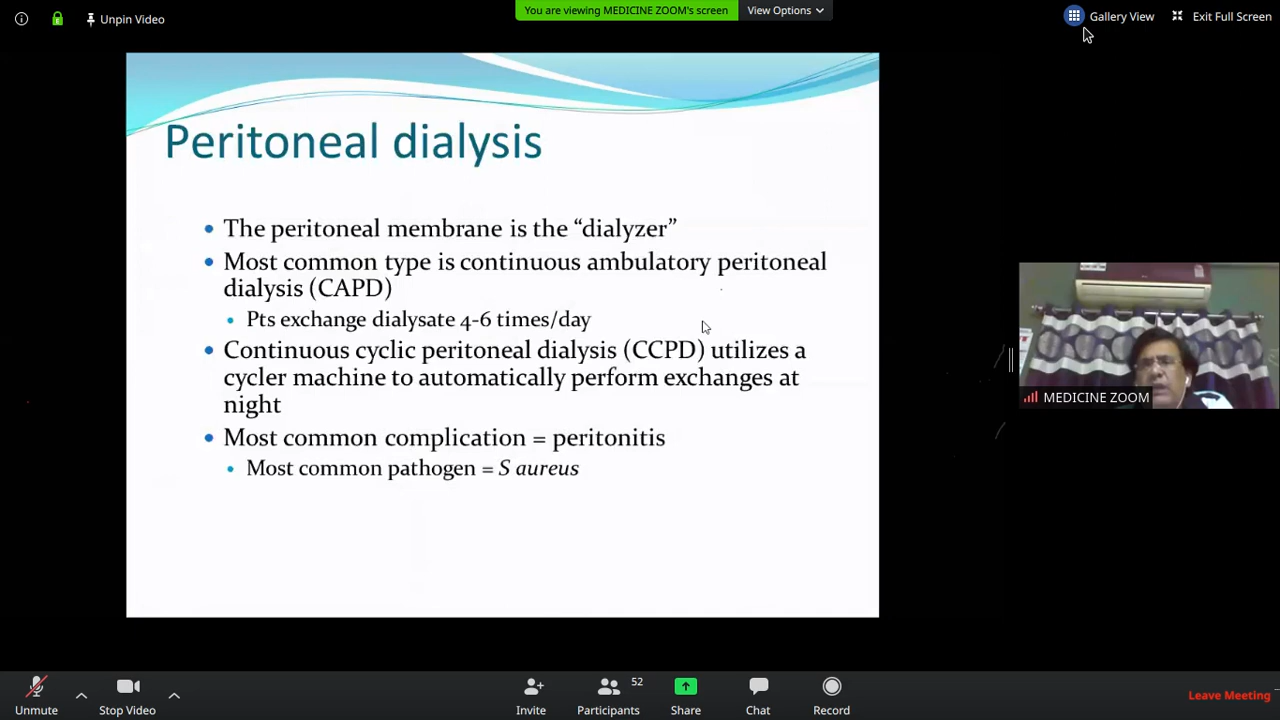 Unpin Video
You are viewing MEDICINE ZOOM's screen
View Options
Gallery View
Exit Full Screen
Peritoneal dialysis
• The peritoneal membrane is the “dialyzer”
• Most common type is continuous ambulatory peritoneal
dialysis (CAPD)
• Pts exchange dialysate 4-6 times/day
• Continuous cyclic peritoneal dialysis (CCPD) utilizes a
cycler machine to automatically perform exchanges at
night
• Most common complication = peritonitis
• Most common pathogen = S aureus
MEDICINE ZOOM
Unmute
Stop Video
Invite
Participants
52
Share
Chat
Record
Leave Meeting